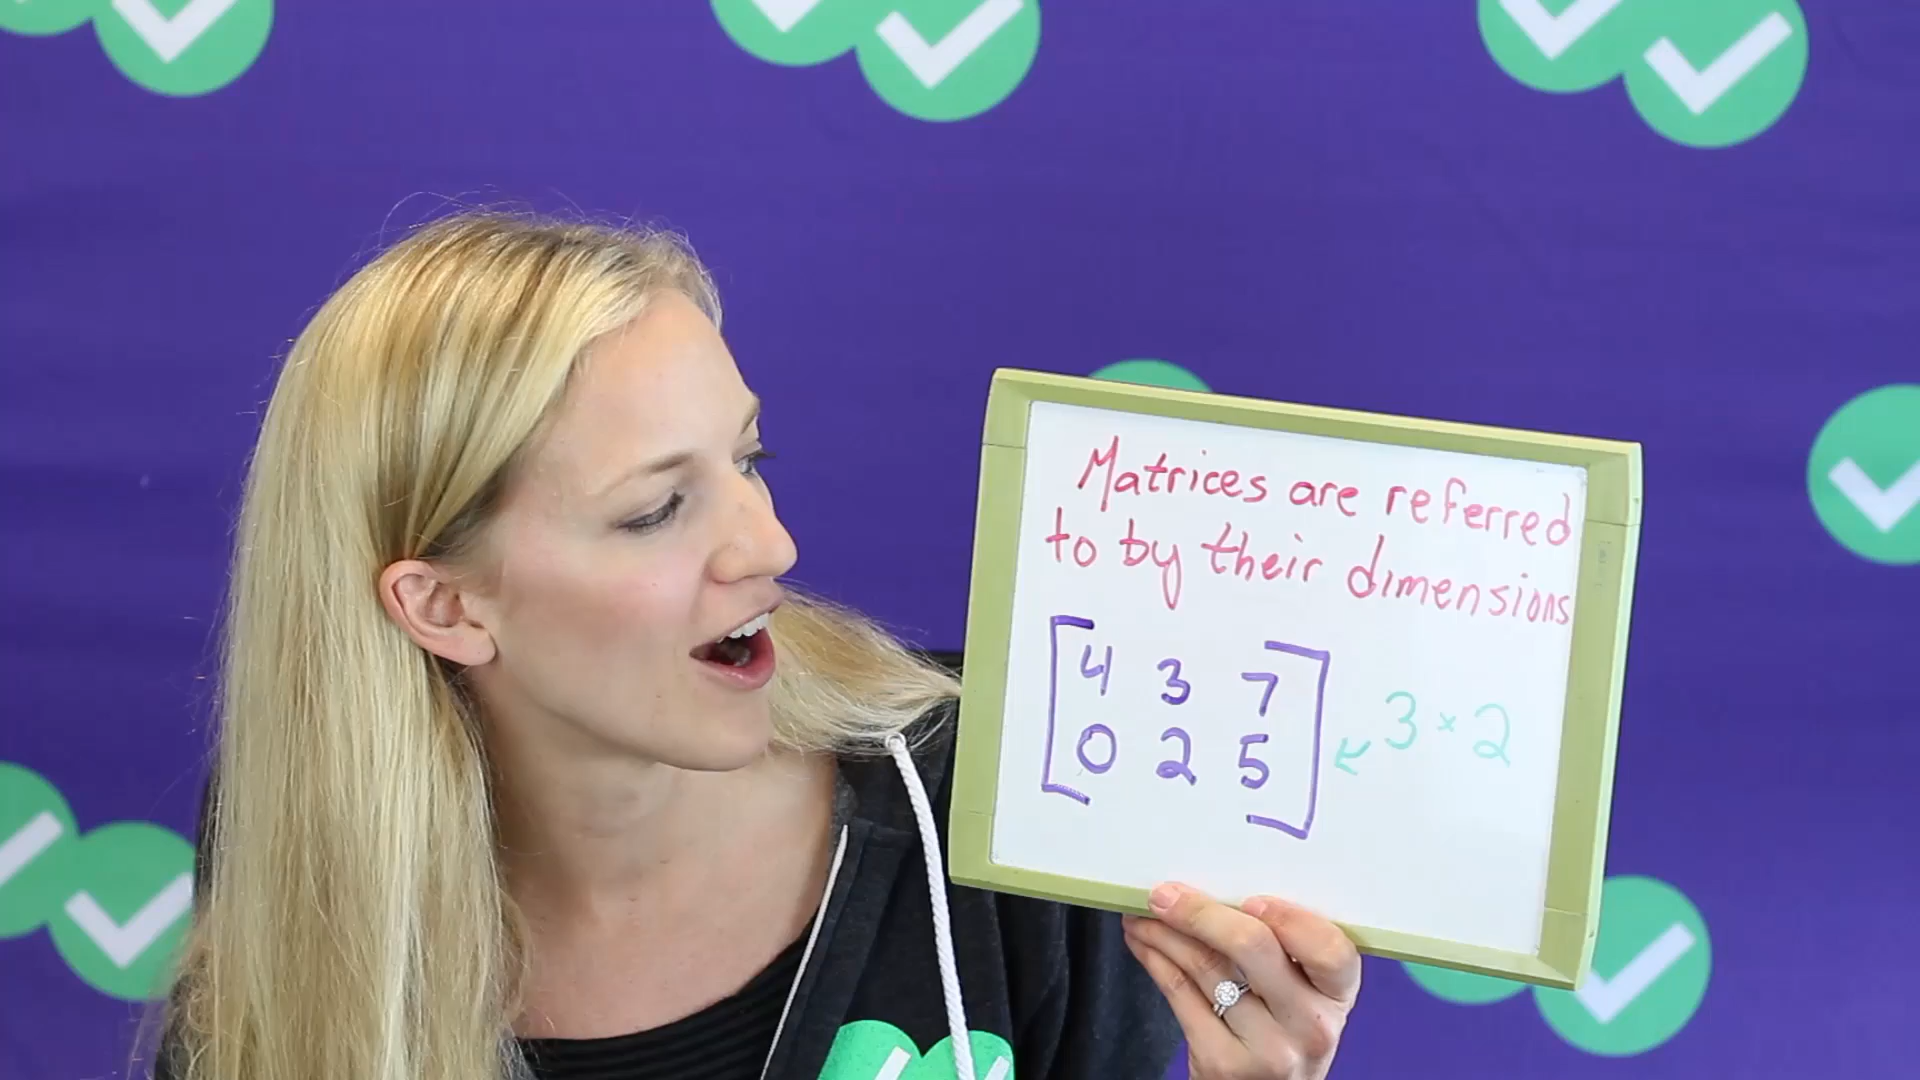 Matrices are referred
to by their dimensions
4 3 7
0 2 5
3 × 2